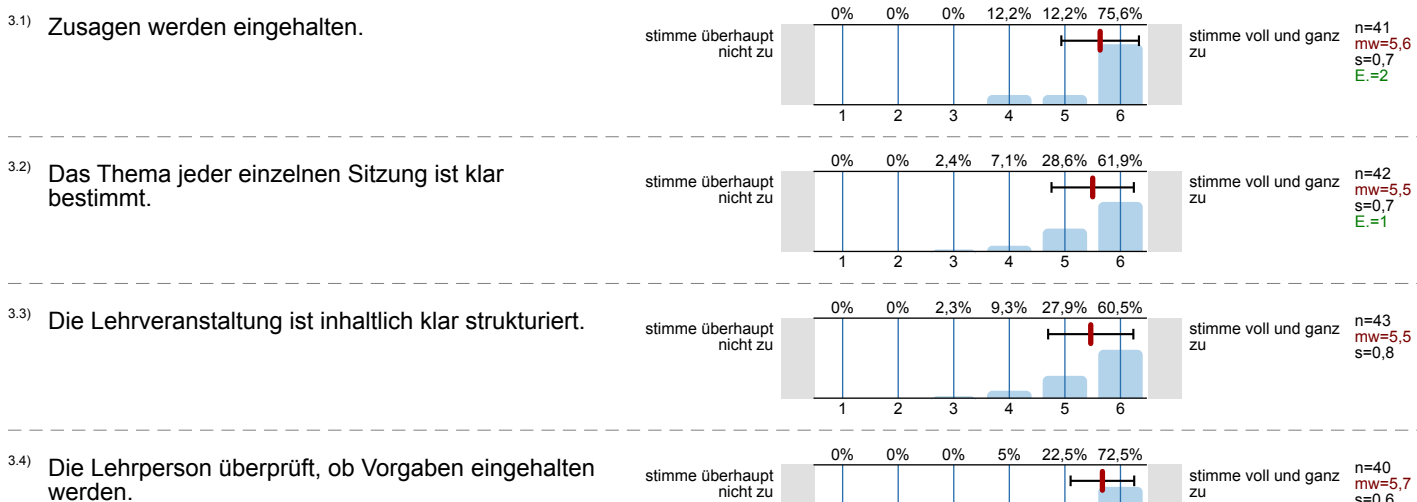 3.1) Zusagen werden eingehalten.
stimme überhaupt
nicht zu
0% 0% 0% 12,2% 12,2% 75,6%
1 2 3 4 5 6
stimme voll und ganz
zu
n=41
mw=5,6
s=0,7
E.=2
3.2) Das Thema jeder einzelnen Sitzung ist klar
bestimmt.
stimme überhaupt
nicht zu
0% 0% 2,4% 7,1% 28,6% 61,9%
1 2 3 4 5 6
stimme voll und ganz
zu
n=42
mw=5,5
s=0,7
E.=1
3.3) Die Lehrveranstaltung ist inhaltlich klar strukturiert.
stimme überhaupt
nicht zu
0% 0% 2,3% 9,3% 27,9% 60,5%
1 2 3 4 5 6
stimme voll und ganz
zu
n=43
mw=5,5
s=0,8
3.4) Die Lehrperson überprüft, ob Vorgaben eingehalten
werden.
stimme überhaupt
nicht zu
0% 0% 0% 5% 22,5% 72,5%
stimme voll und ganz
zu
n=40
mw=5,7
s=0,6